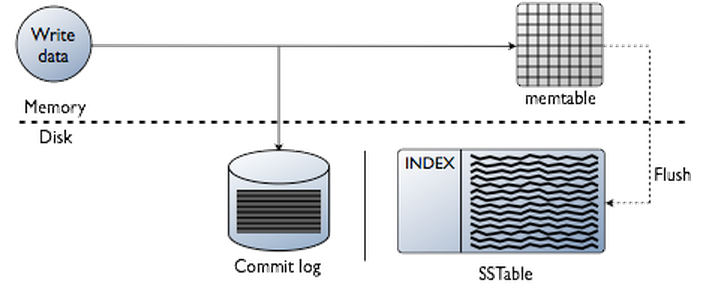 Write
data
memtable
Memory
Disk
INDEX
Flush
Commit log
SSTable